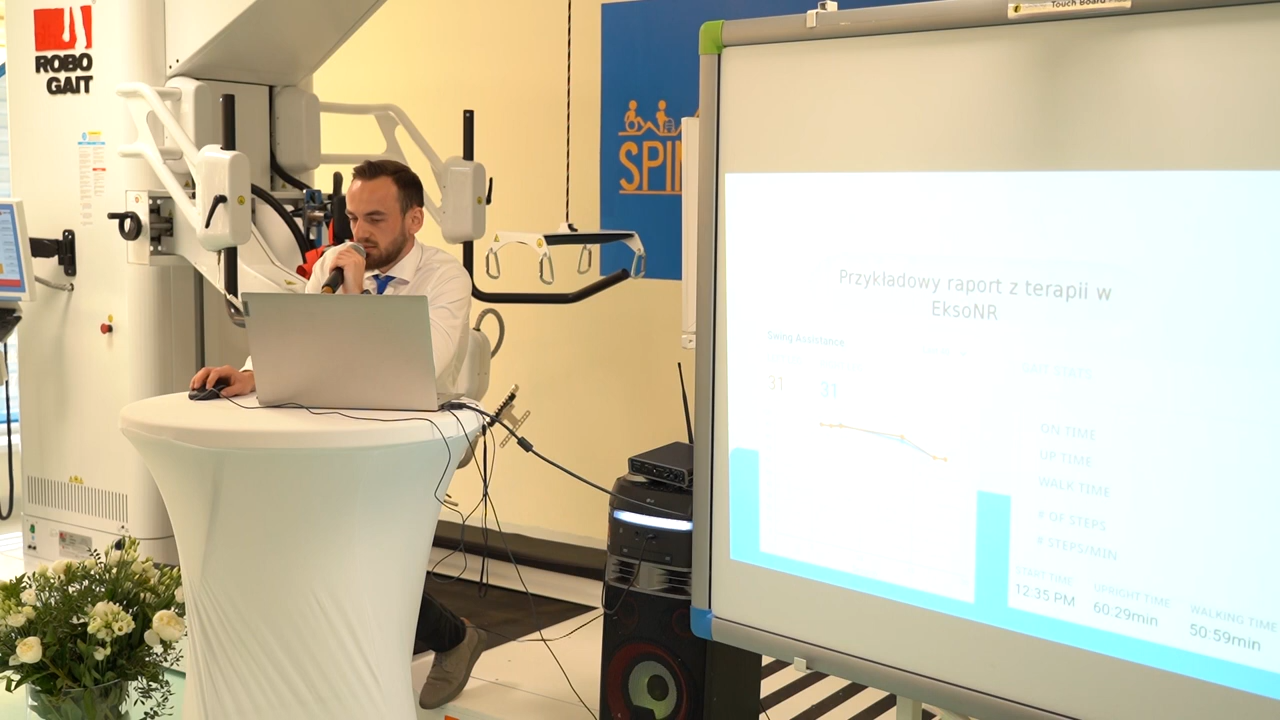 ROBO
GAIT
SPIN
Touch Board
Przykładowy raport z terapii w
EksoNR
Swing Assistance
31 31
ON TIME
UP TIME
WALK TIME
# OF STEPS
# STEPS/MIN
START TIME UPRIGHT TIME WALKING TIME
12:35 PM 60:29min 50:59min